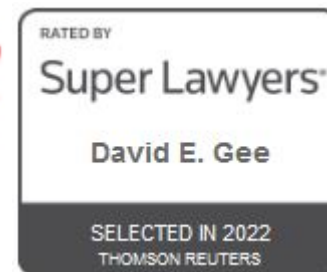 RATED BY
Super Lawyers
David E. Gee
SELECTED IN 2022
THOMSON REUTERS